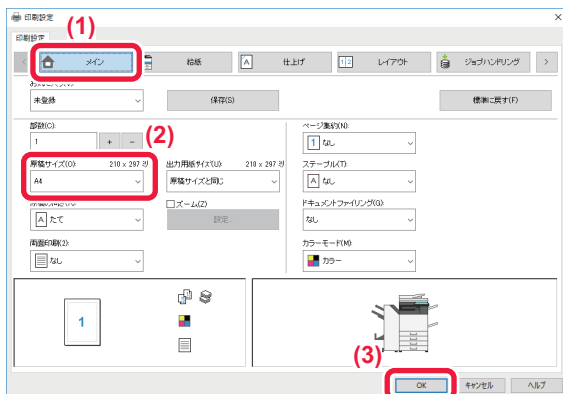 印刷設定
(1)
印刷設定
メイン
給紙
仕上げ
レイアウト
ジョブハンドリング
未登録
保存(S)
標準に戻す(F)
部数(C):
1
+
-
(2)
原稿サイズ(O):
210 x 297 ミリ
A4
出力用紙サイズ(U):
210 x 297 ミリ
原稿サイズと同じ
ズーム(Z)
設定...
たて
両面印刷(2):
なし
ページ集約(N):
1 なし
ステープル(T):
A なし
ドキュメントファイリング(G):
なし
カラーモード(M):
カラー
1
(3)
OK
キャンセル
ヘルプ